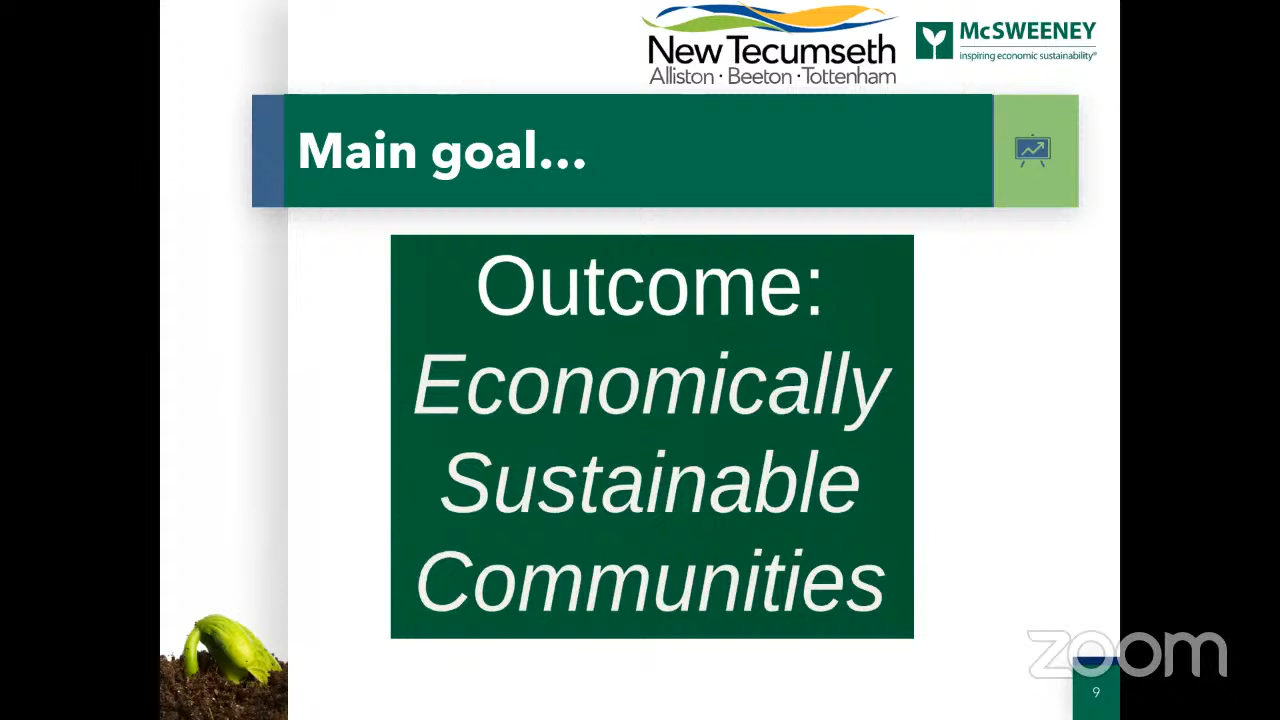 New Tecumseth
Alliston · Beeton · Tottenham
McSWEENEY
inspiring economic sustainability®
Main goal...
Outcome:
Economically
Sustainable
Communities
zoom
9